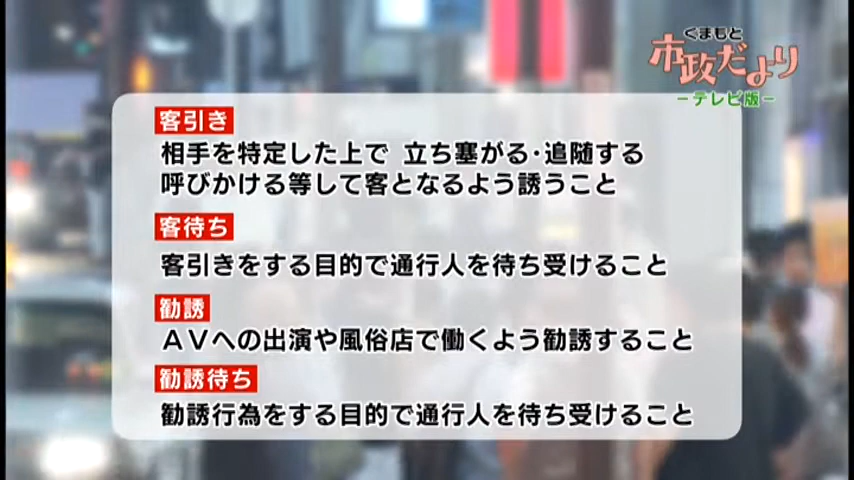 くまもと
市政だより
－テレビ版－
客引き
相手を特定した上で 立ち塞がる・追随する
呼びかける等して客となるよう誘うこと
客待ち
客引きをする目的で通行人を待ち受けること
勧誘
ＡＶへの出演や風俗店で働くよう勧誘すること
勧誘待ち
勧誘行為をする目的で通行人を待ち受けること